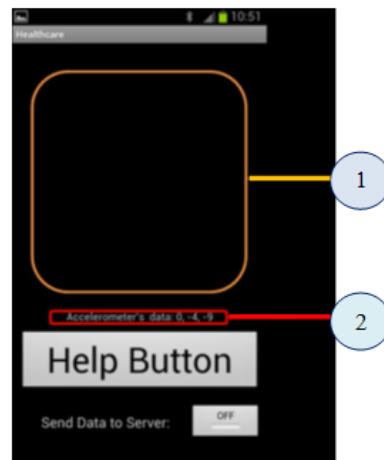 10:51
Healthcare
1
Accelerometer's data: 0, -4, -9
2
Help Button
Send Data to Server: OFF